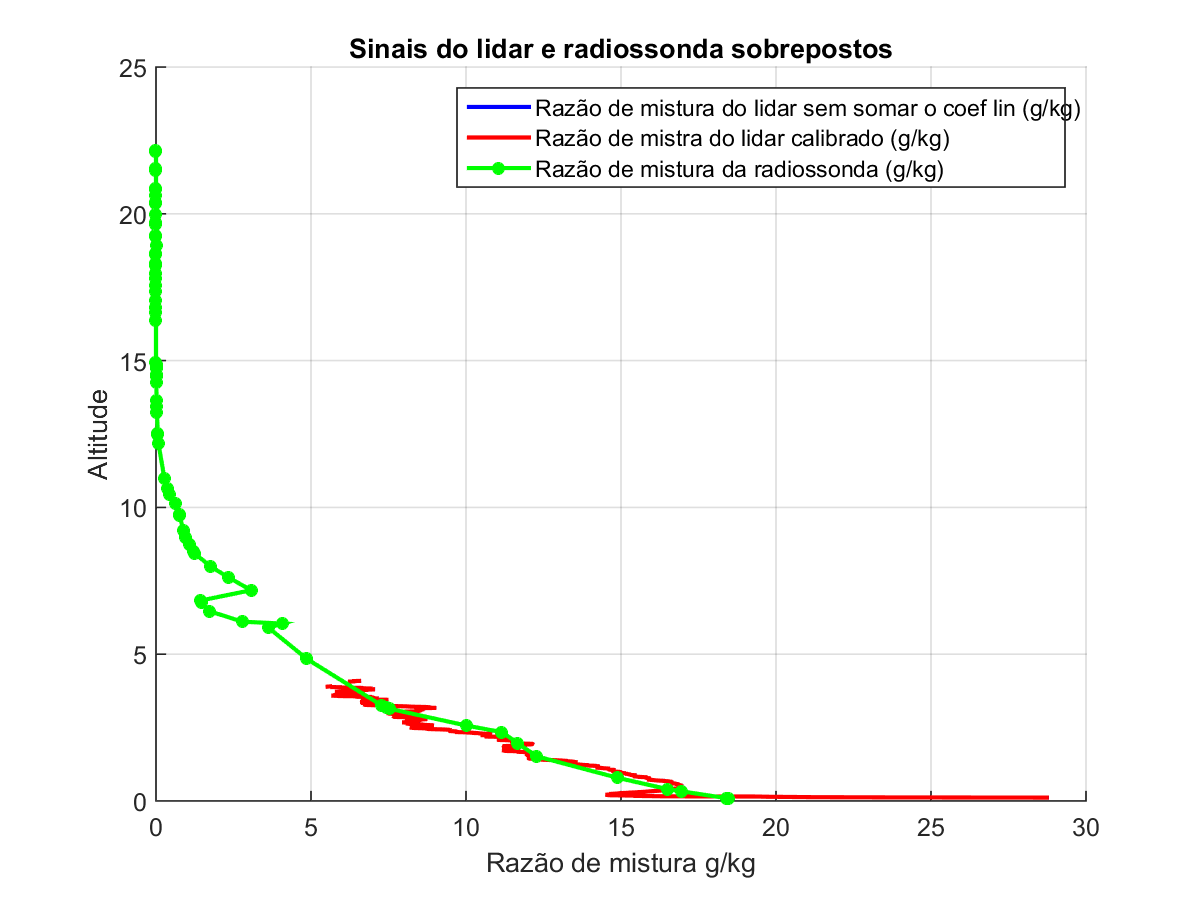 Sinais do lidar e radiossonda sobrepostos
25
Razão de mistura do lidar sem somar o coef lin (g/kg)
Razão de mistra do lidar calibrado (g/kg)
Razão de mistura da radiossonda (g/kg)
20
15
Altitude
10
5
0
0 5 10 15 20 25 30
Razão de mistura g/kg